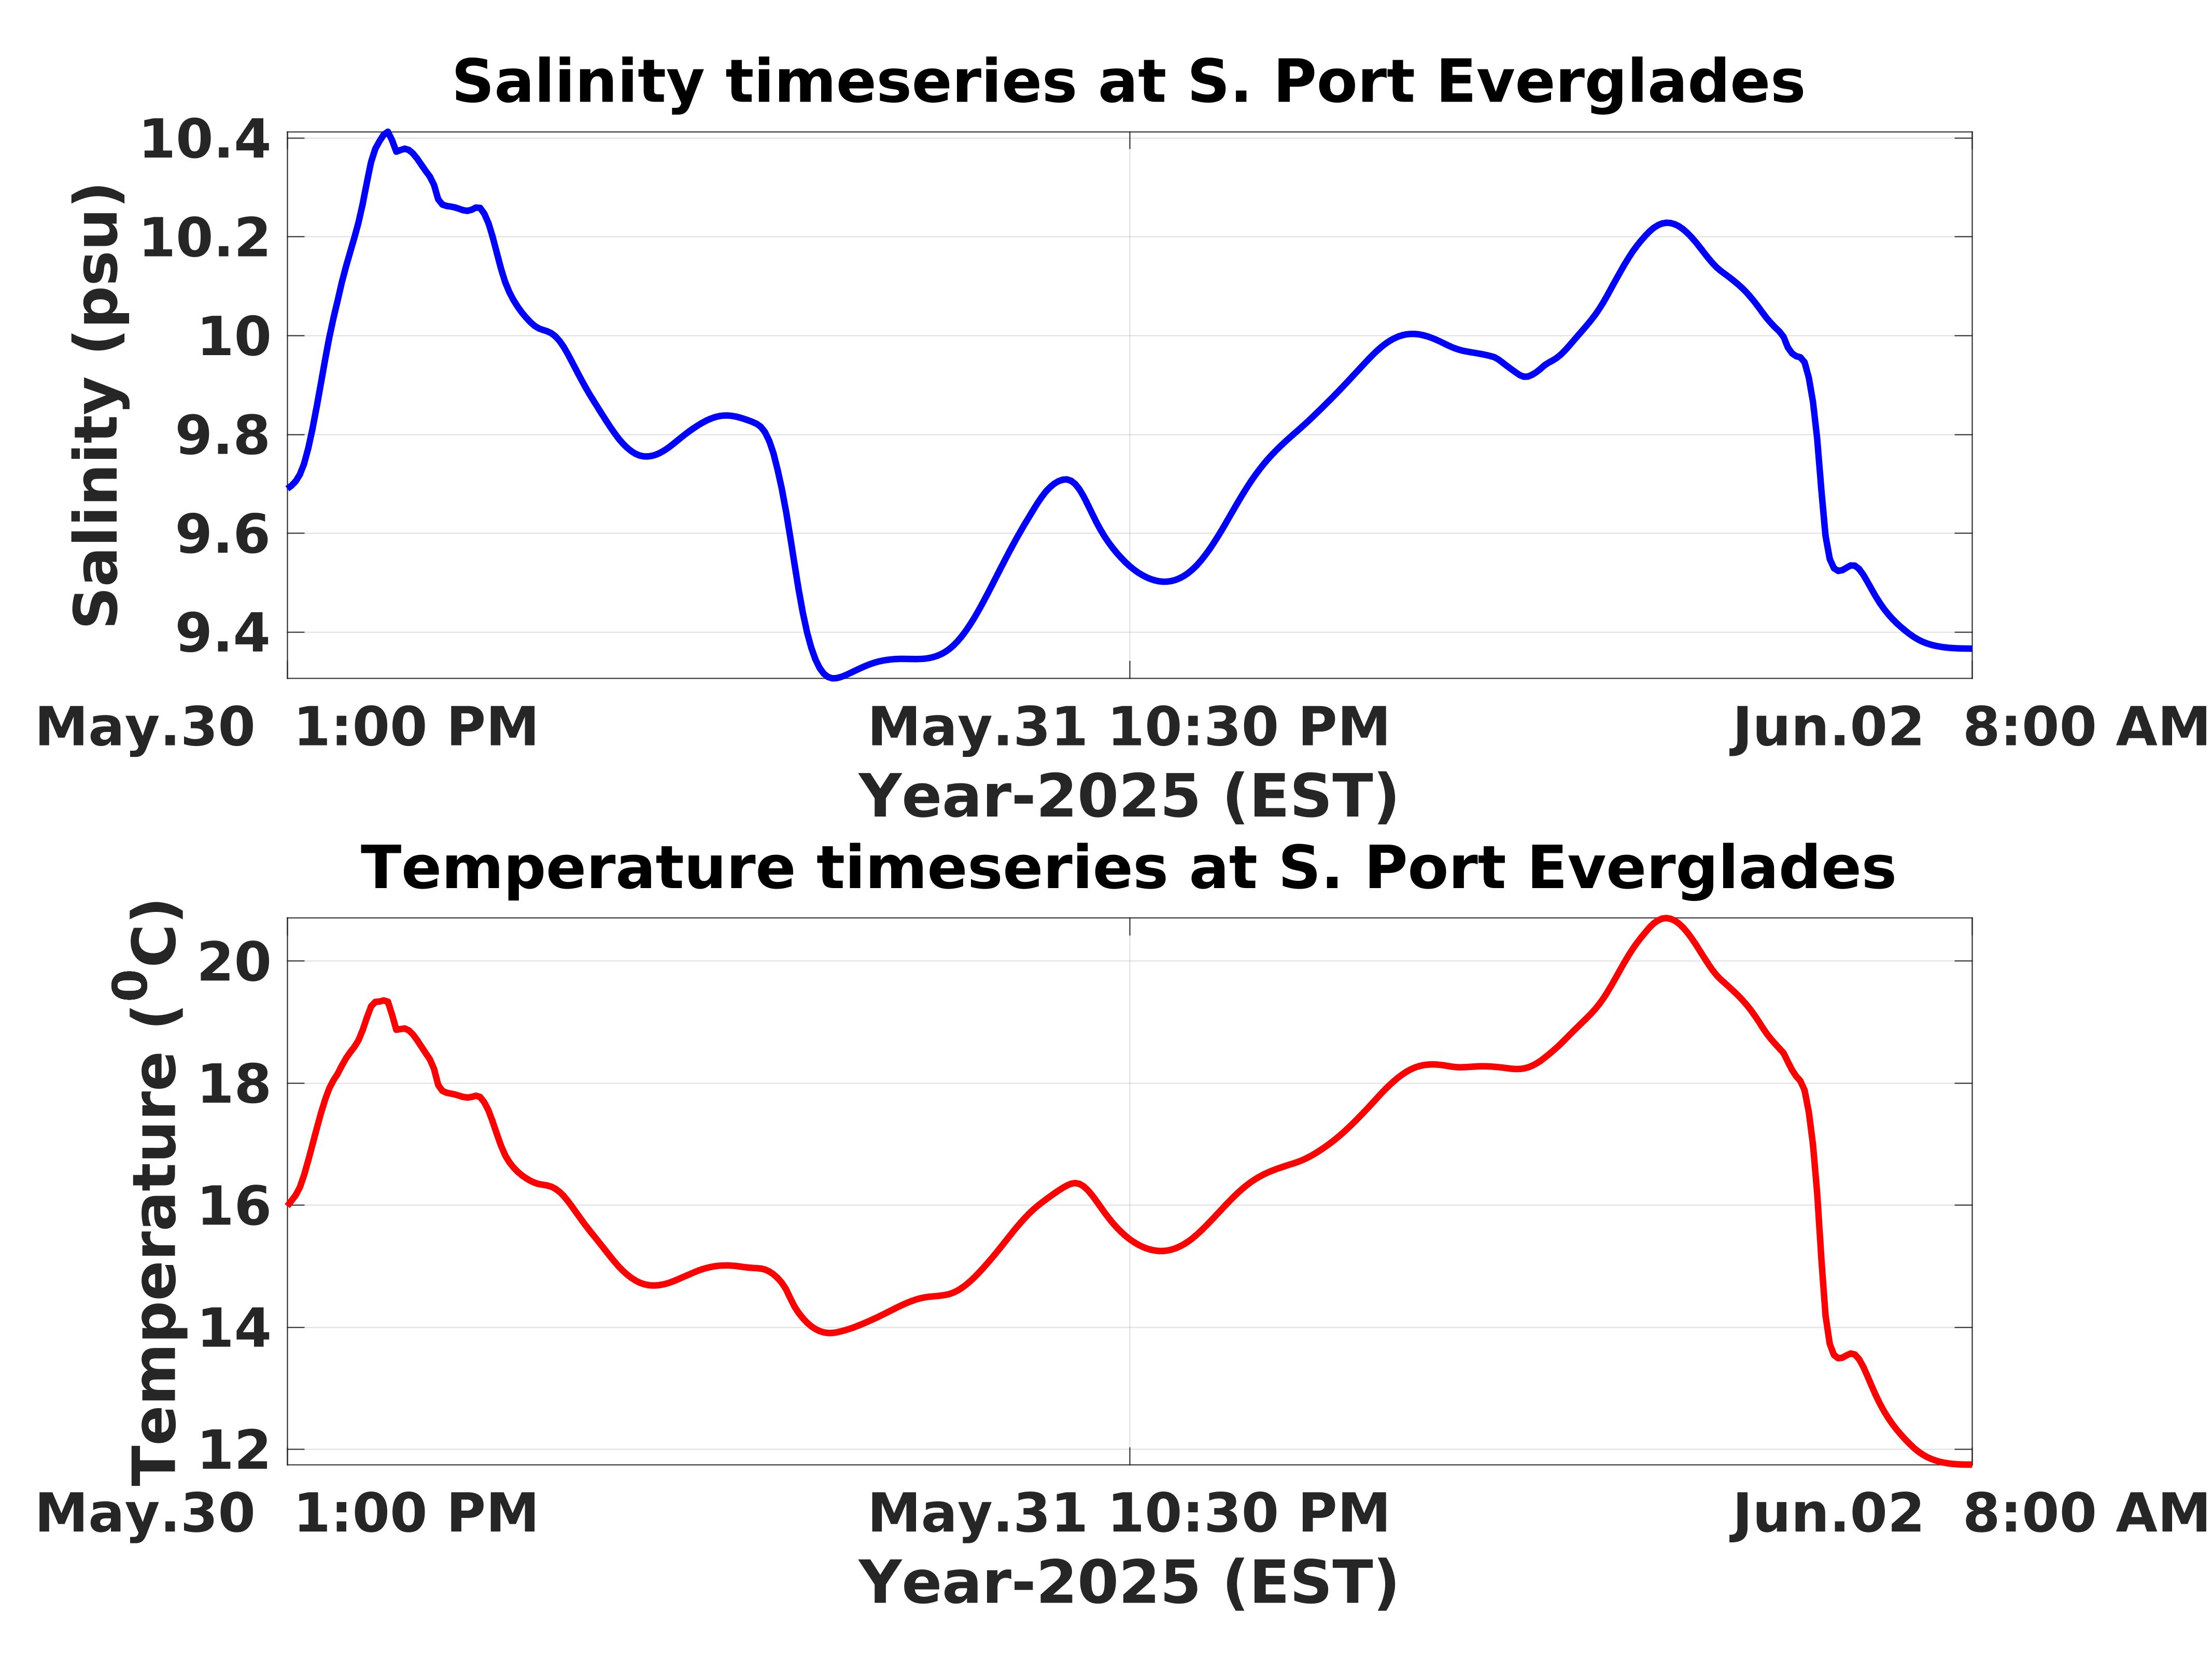 Salinity timeseries at S. Port Everglades
Salinity (psu)
10.4
10.2
10
9.8
9.6
9.4
May.30  1:00 PM
May.31 10:30 PM
Jun.02  8:00 AM
Year-2025 (EST)
Temperature timeseries at S. Port Everglades
Temperature (⁰C)
20
18
16
14
12
May.30  1:00 PM
May.31 10:30 PM
Jun.02  8:00 AM
Year-2025 (EST)